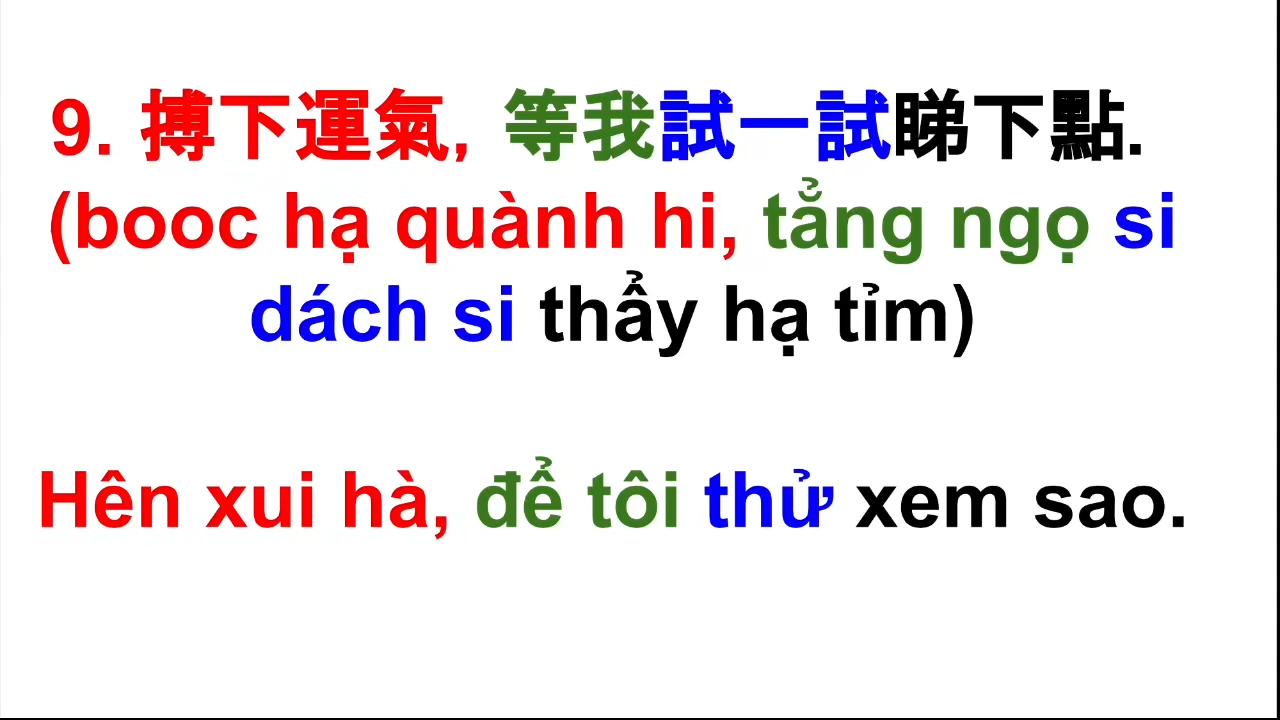 9. 搏下運氣, 等我試一試睇下點.
(booc hạ quành hi, tẳng ngọ si
dách si thẩy hạ tỉm)
Hên xui hà, để tôi thử xem sao.